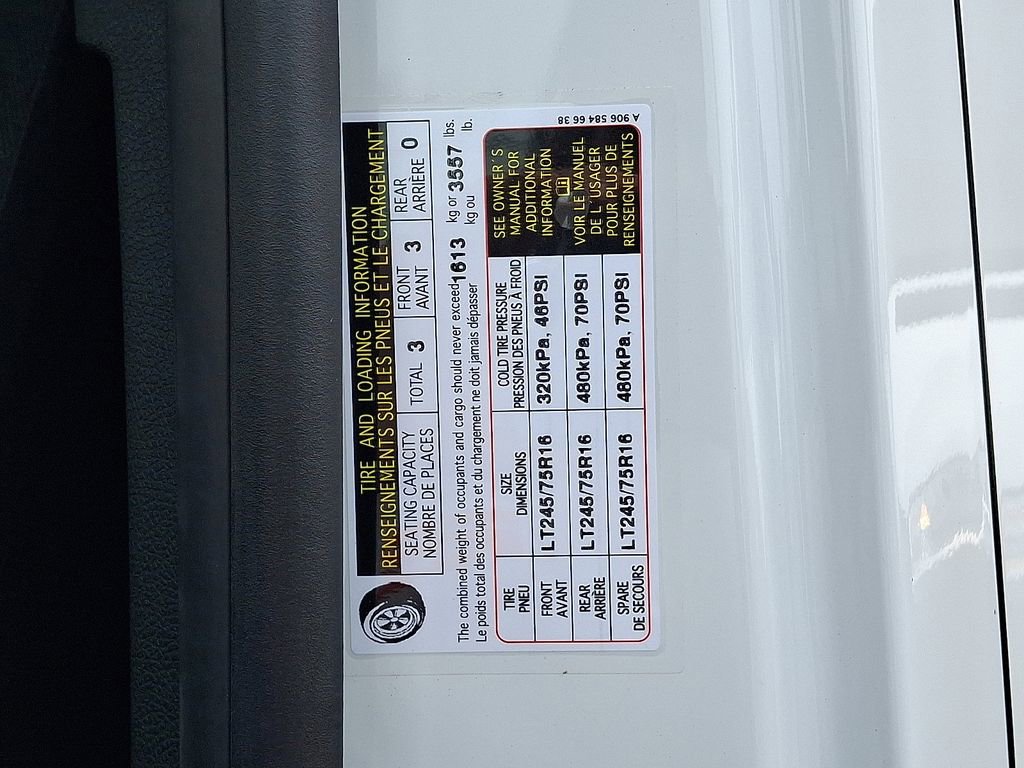 TIRE AND LOADING INFORMATION
RENSEIGNEMENTS SUR LES PNEUS ET LE CHARGEMENT
SEATING CAPACITY
NOMBRE DE PLACES
TOTAL 3
FRONT
AVANT 3
REAR
ARRIÈRE 0
The combined weight of occupants and cargo should never exceed 1613 kg or 3557 lbs.
Le poids total des occupants et du chargement ne doit jamais dépasser kg ou lb.
TIRE
PNEU
SIZE
DIMENSIONS
COLD TIRE PRESSURE
PRESSION DES PNEUS À FROID
FRONT
AVANT
LT245/75R16
320kPa, 46PSI
REAR
ARRIÈRE
LT245/75R16
480kPa, 70PSI
SPARE
DE SECOURS
LT245/75R16
480kPa, 70PSI
SEE OWNER'S
MANUAL FOR
ADDITIONAL
INFORMATION
VOIR LE MANUEL
DE L'USAGER
POUR PLUS DE
RENSEIGNEMENTS
A 906 584 66 38